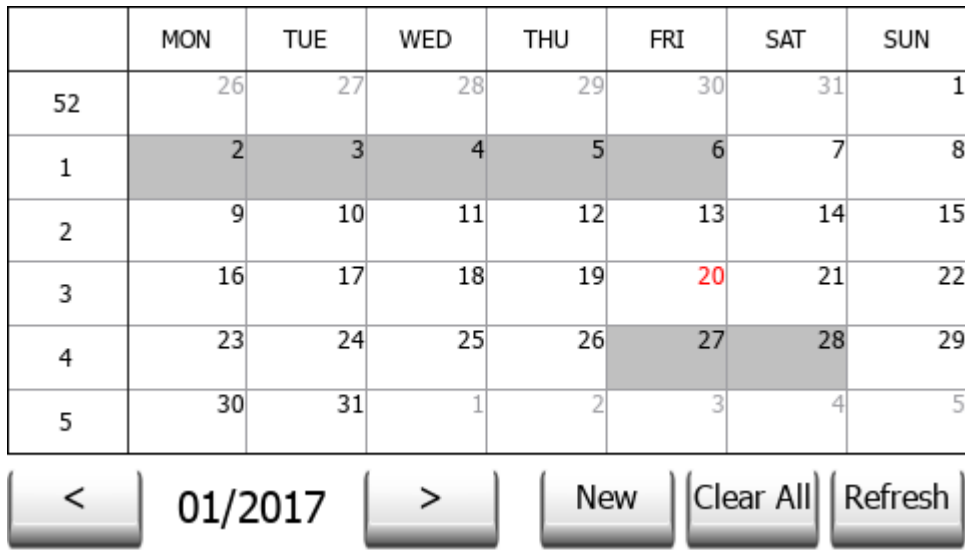 MON TUE WED THU FRI SAT SUN
52 26 27 28 29 30 31 1
1 2 3 4 5 6 7 8
2 9 10 11 12 13 14 15
3 16 17 18 19 20 21 22
4 23 24 25 26 27 28 29
5 30 31 1 2 3 4 5
< 01/2017 > New Clear All Refresh